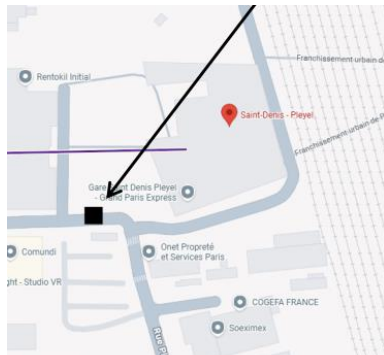 Franchissement urbain de
Rentokil Initial
Saint-Denis - Pleyel
Franchissement urbain de P
Gare Saint Denis Pleyel
- Grand Paris Express
Comundi
Onet Propreté
et Services Paris
ght - Studio VR
COGEFA FRANCE
Rue P
Soeximex